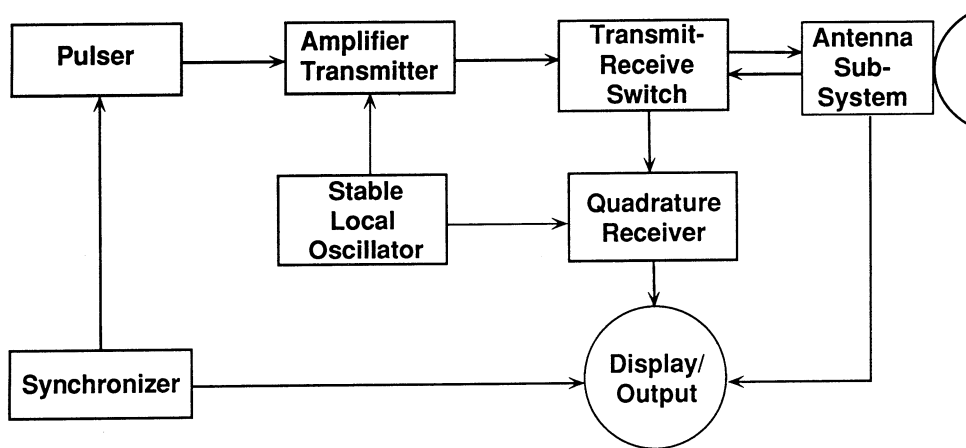 Pulser
Amplifier
Transmitter
Transmit-
Receive
Switch
Antenna
Sub-
System
Stable
Local
Oscillator
Quadrature
Receiver
Synchronizer
Display/
Output